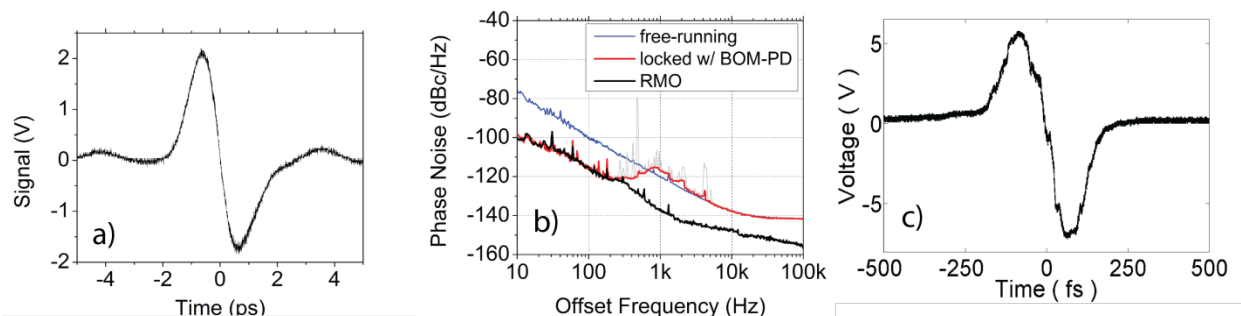 2
1
0
-1
-2
Signal (V)
a)
-4 -2 0 2 4
Time (ps)
-40
-60
-80
-100
-120
-140
-160
Phase Noise (dBc/Hz)
free-running
locked w/ BOM-PD
RMO
b)
10 100 1k 10k 100k
Offset Frequency (Hz)
5
0
-5
Voltage ( V )
c)
-500 -250 0 250 500
Time ( fs )